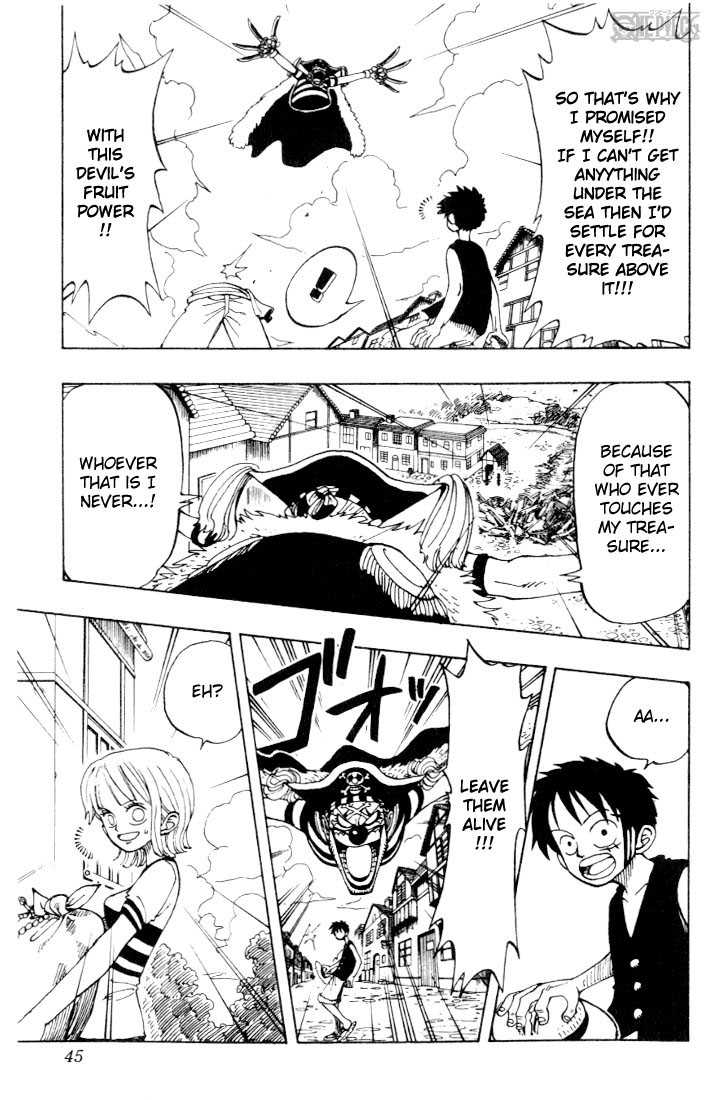 ONE PIECE
SO THAT'S WHY
I PROMISED
MYSELF!!
IF I CAN'T GET
ANYYTHING
UNDER THE
SEA THEN I'D
SETTLE FOR
EVERY TREA-
SURE ABOVE
IT!!!
WITH
THIS
DEVIL'S
FRUIT
POWER
!!
!
BECAUSE
OF THAT
WHO EVER
TOUCHES
MY TREA-
SURE...
WHOEVER
THAT IS I
NEVER...!
AA...
LEAVE
THEM
ALIVE
!!!
ゴオッ
EH?
45